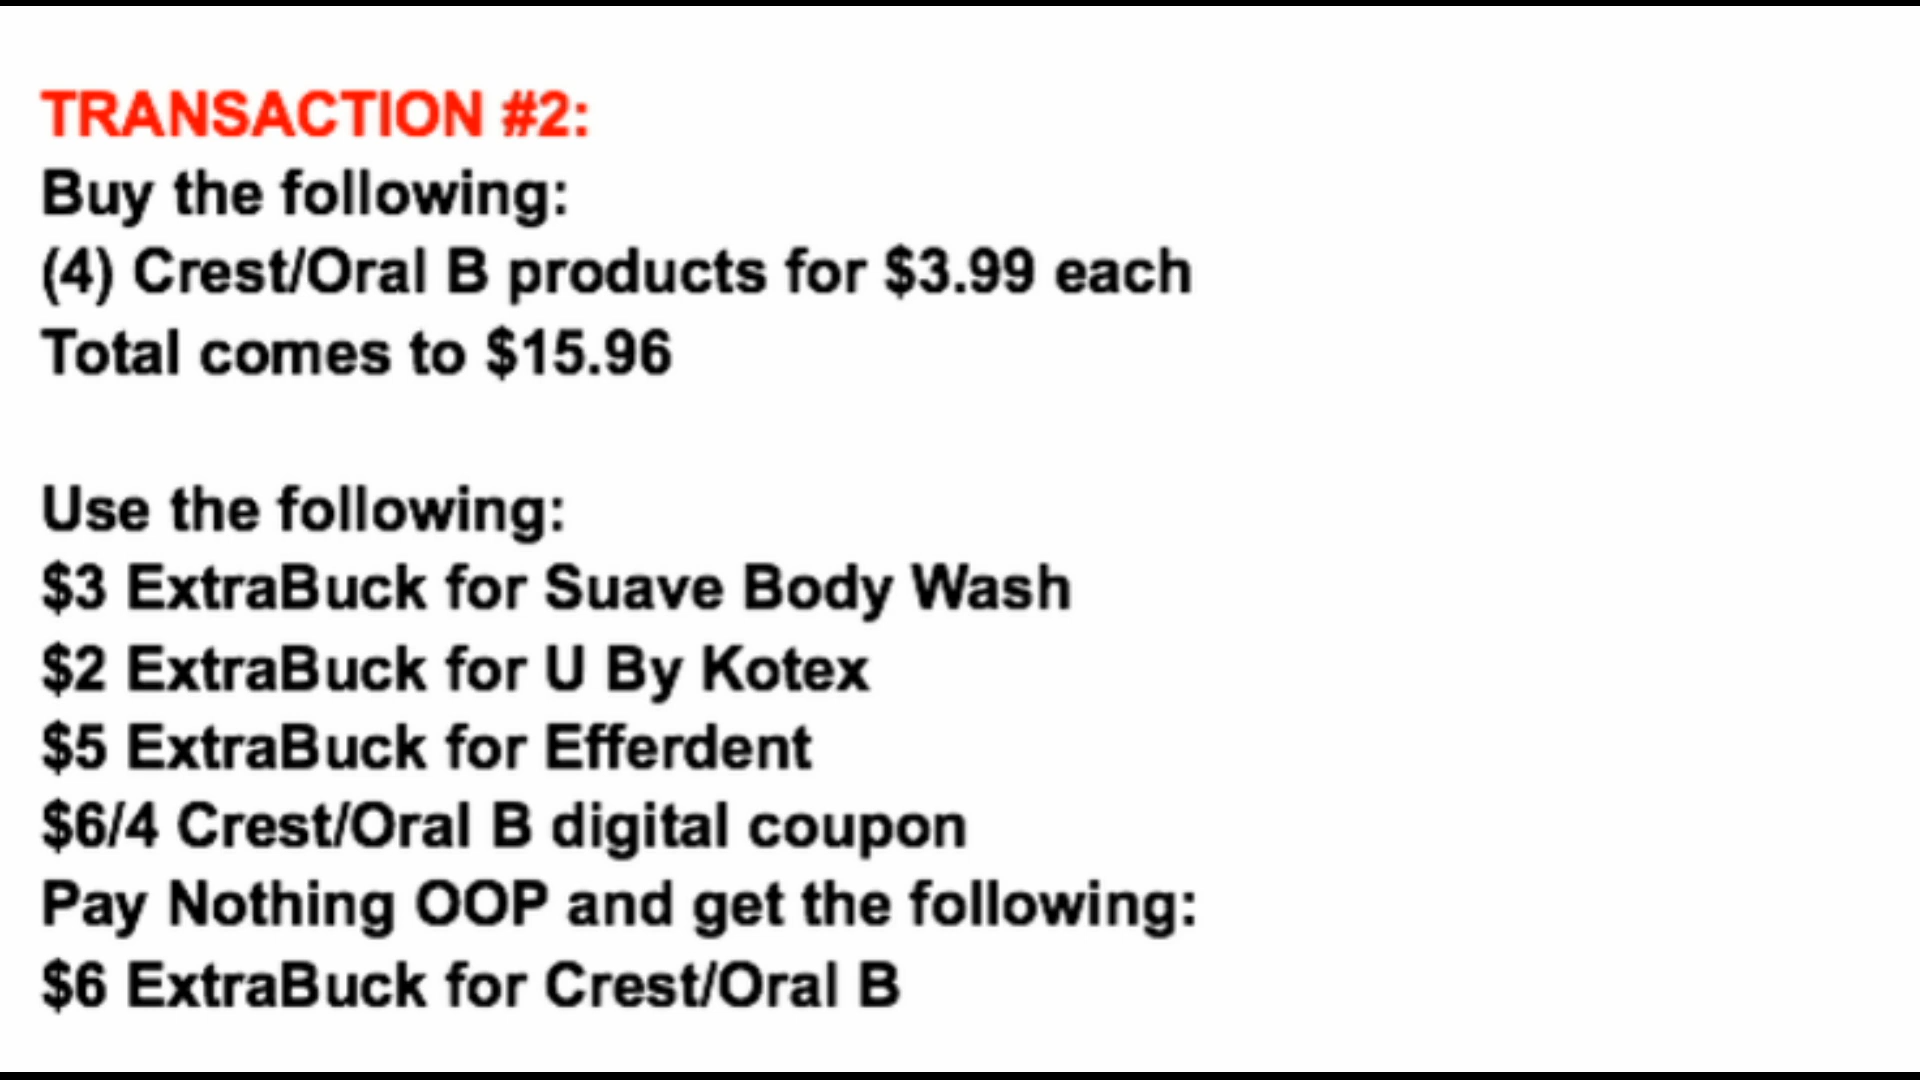 TRANSACTION #2:
Buy the following:
(4) Crest/Oral B products for $3.99 each
Total comes to $15.96
Use the following:
$3 ExtraBuck for Suave Body Wash
$2 ExtraBuck for U By Kotex
$5 ExtraBuck for Efferdent
$6/4 Crest/Oral B digital coupon
Pay Nothing OOP and get the following:
$6 ExtraBuck for Crest/Oral B